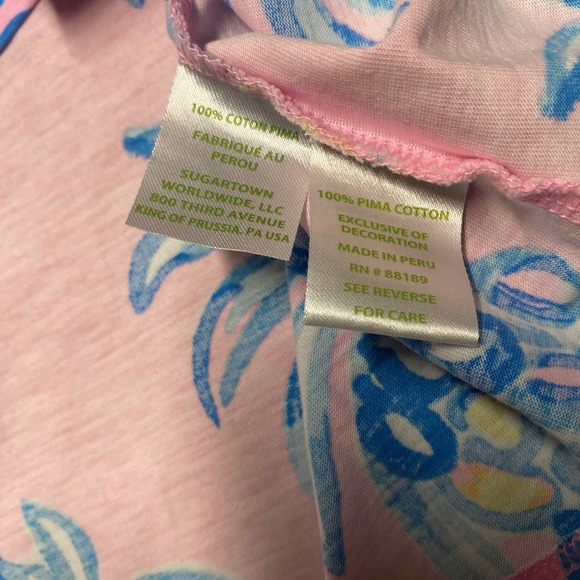 100% COTON PIMA
FABRIQUÉ AU
PEROU
SUGARTOWN
WORLDWIDE, LLC
800 THIRD AVENUE
KING OF PRUSSIA, PA USA
100% PIMA COTTON
EXCLUSIVE OF
DECORATION
MADE IN PERU
RN # 88189
SEE REVERSE
FOR CARE